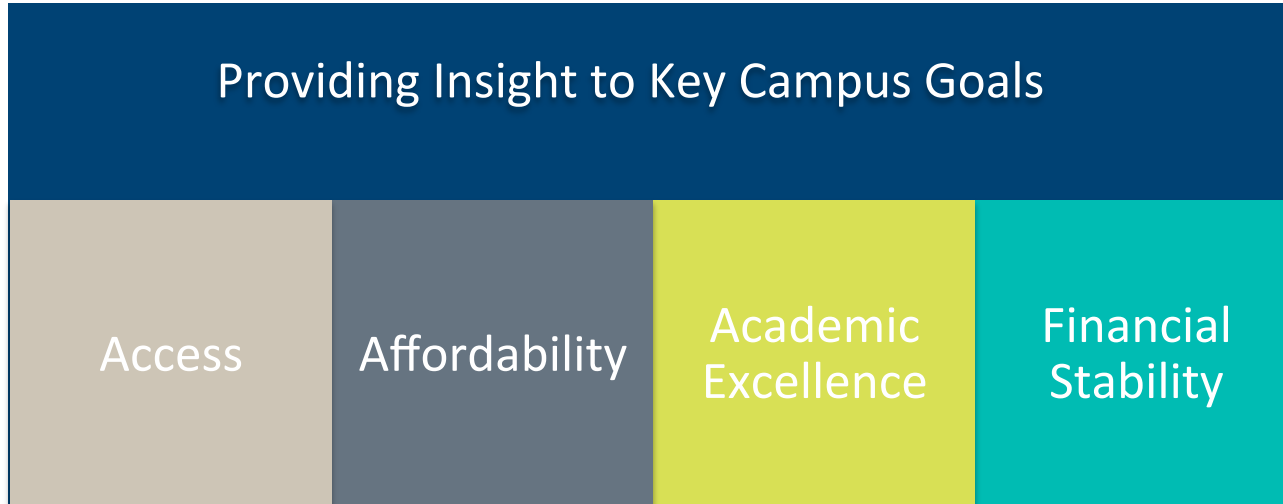 Providing Insight to Key Campus Goals
Access
Affordability
Academic
Excellence
Financial
Stability